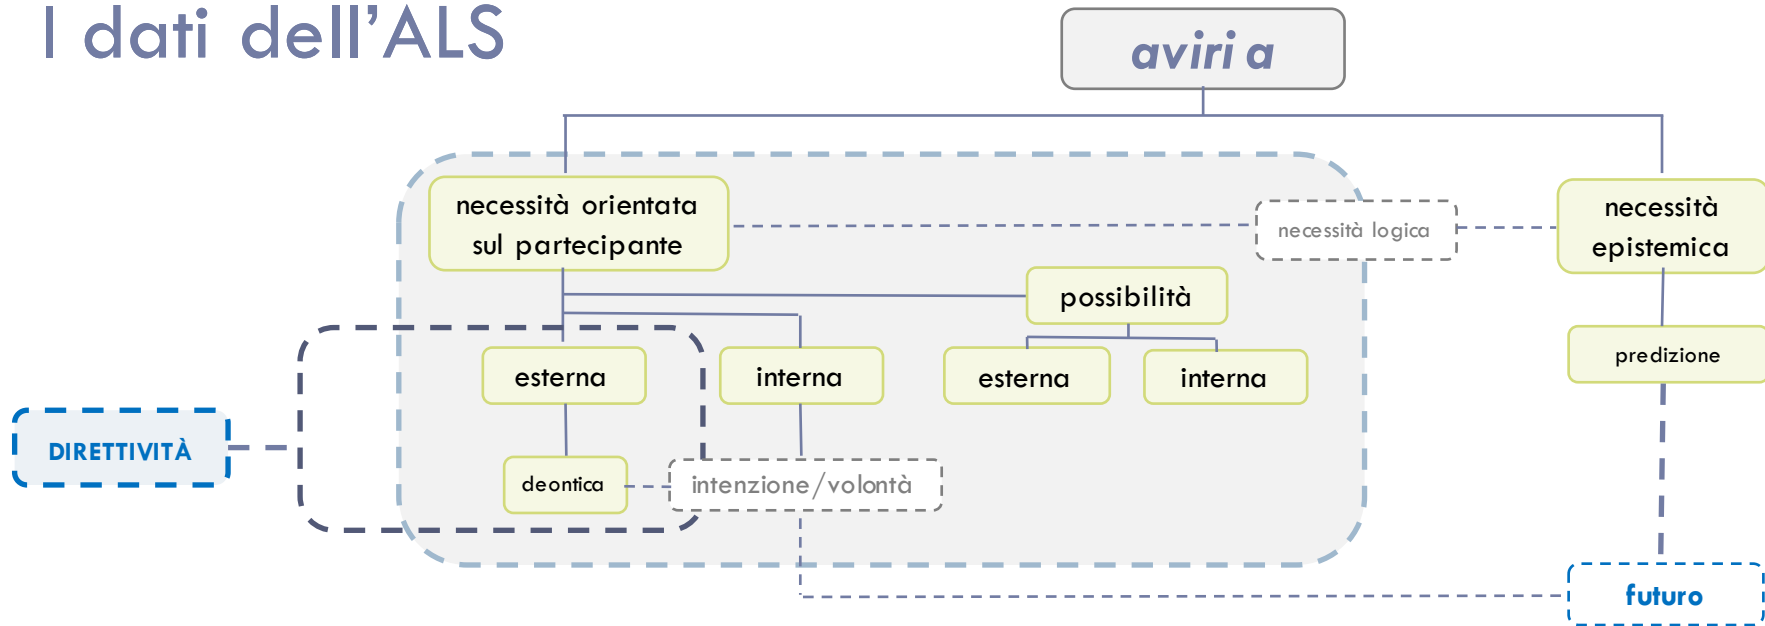 I dati dell'ALS
aviri a
necessità orientata
sul partecipante
necessità logica
necessità
epistemica
possibilità
predizione
esterna
interna
esterna
interna
DIRETTIVITÀ
deontica
intenzione/volontà
futuro